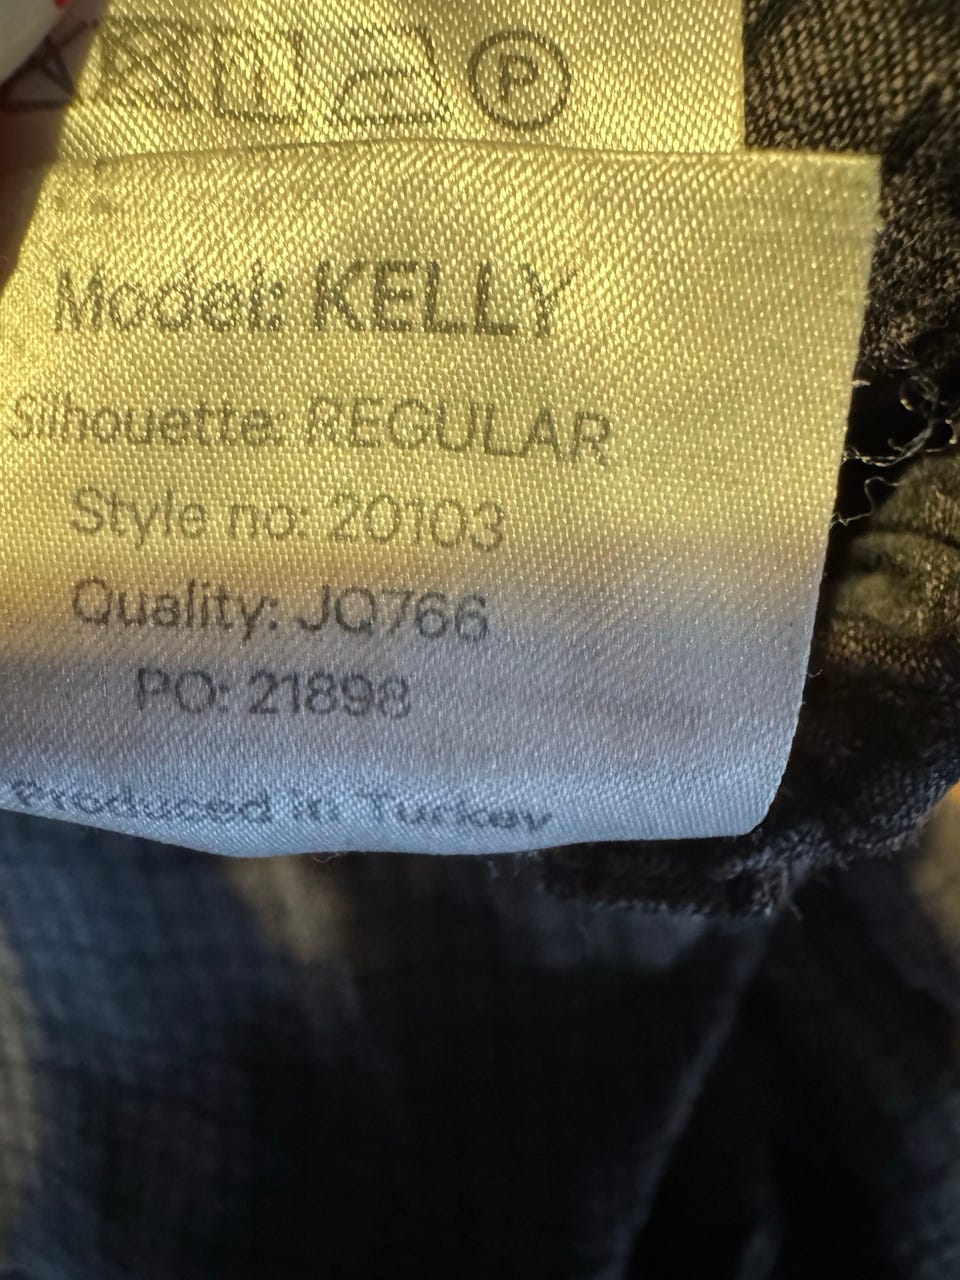 P
Model: KELLY
Silhouette: REGULAR
Style no: 20103
Quality: JQ766
PO: 21898
Produced in Turkey